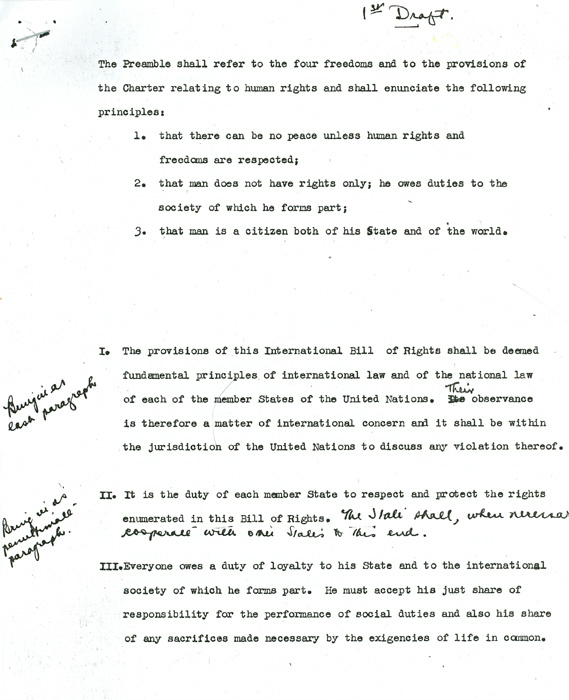 1st Draft.
The Preamble shall refer to the four freedoms and to the provisions of
the Charter relating to human rights and shall enunciate the following
principles:
1. that there can be no peace unless human rights and
freedoms are respected;
2. that man does not have rights only; he owes duties to the
society of which he forms part;
3. that man is a citizen both of his State and of the world.
I. The provisions of this International Bill of Rights shall be deemed
fundamental principles of international law and of the national law
of each of the member States of the United Nations. Their observance
is therefore a matter of international concern and it shall be within
the jurisdiction of the United Nations to discuss any violation thereof.
Bring in as
last paragraph
II. It is the duty of each member State to respect and protect the rights
enumerated in this Bill of Rights. The State shall, when necessa
cooperate with other States to this end.
Bring in as
penultimate
paragraph.
III. Everyone owes a duty of loyalty to his State and to the international
society of which he forms part. He must accept his just share of
responsibility for the performance of social duties and also his share
of any sacrifices made necessary by the exigencies of life in common.